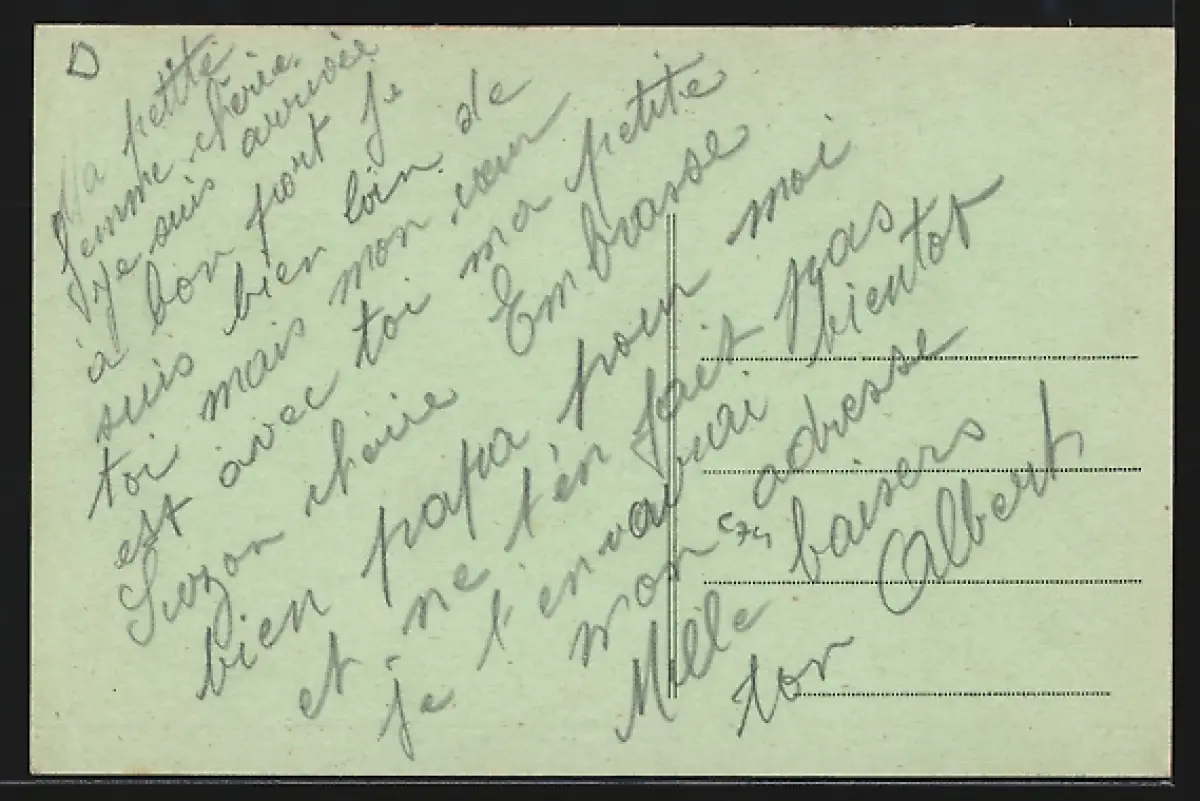 D
Ma petite
femme chérie.
je suis arrivée
à bon port je
suis bien loin de
toi mais mon cœur
est avec toi ma petite
Suzon chérie Embrasse
bien papa pour moi
et ne t'en fait pas
je t'envairai bientot
mon adresse
Mille baisers
ton Albert